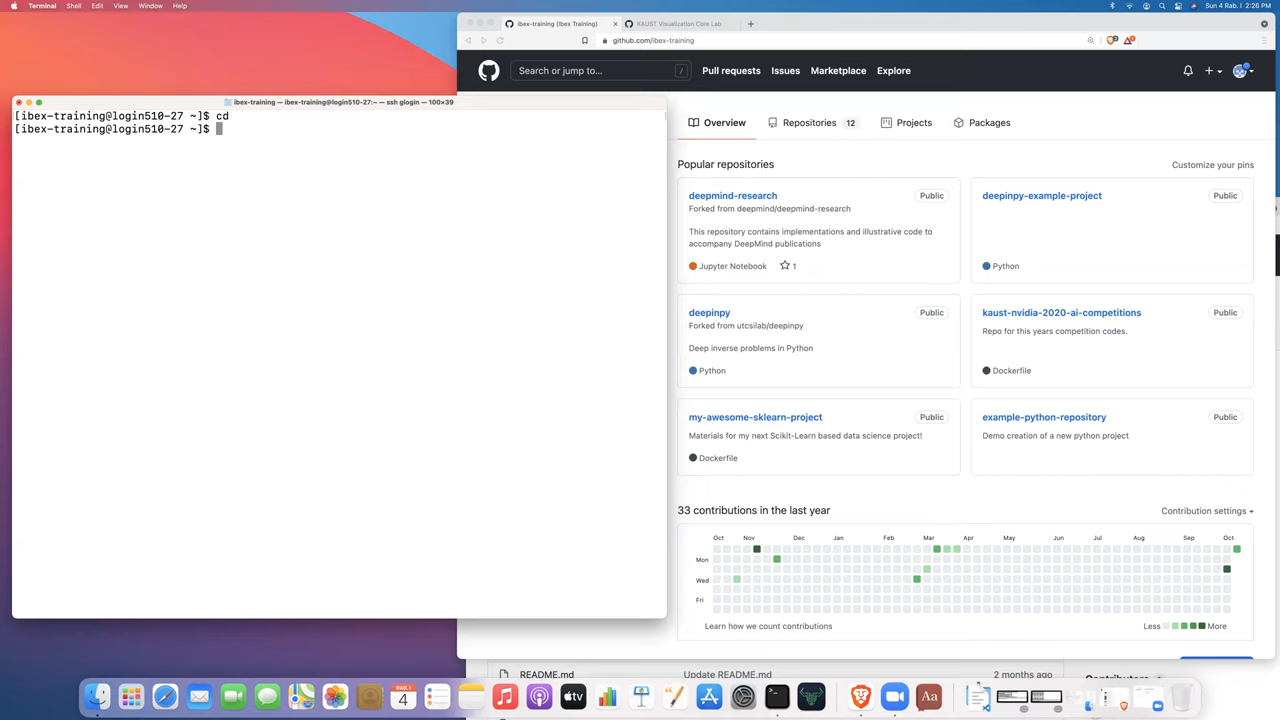 Terminal Shell Edit View Window Help
Sun 4 Rab. I 2:26 PM
ibex-training (Ibex Training)
KAUST Visualization Core Lab
github.com/ibex-training
Search or jump to...
/
Pull requests Issues Marketplace Explore
ibex-training — ibex-training@login510-27:~ — ssh glogin — 100×39
[ibex-training@login510-27 ~]$ cd
[ibex-training@login510-27 ~]$
Overview Repositories 12 Projects Packages
Popular repositories
Customize your pins
deepmind-research Public
Forked from deepmind/deepmind-research
This repository contains implementations and illustrative code to
accompany DeepMind publications
Jupyter Notebook 1
deepinpy-example-project Public
Python
deepinpy Public
Forked from utcsilab/deepinpy
Deep inverse problems in Python
Python
kaust-nvidia-2020-ai-competitions Public
Repo for this years competition codes.
Dockerfile
my-awesome-sklearn-project Public
Materials for my next Scikit-Learn based data science project!
Dockerfile
example-python-repository Public
Demo creation of a new python project
33 contributions in the last year
Contribution settings
Oct Nov Dec Jan Feb Mar Apr May Jun Jul Aug Sep Oct
Mon
Wed
Fri
Learn how we count contributions
Less More
README.md Update README.md 2 months ago
RABI I
4
tv
Aa